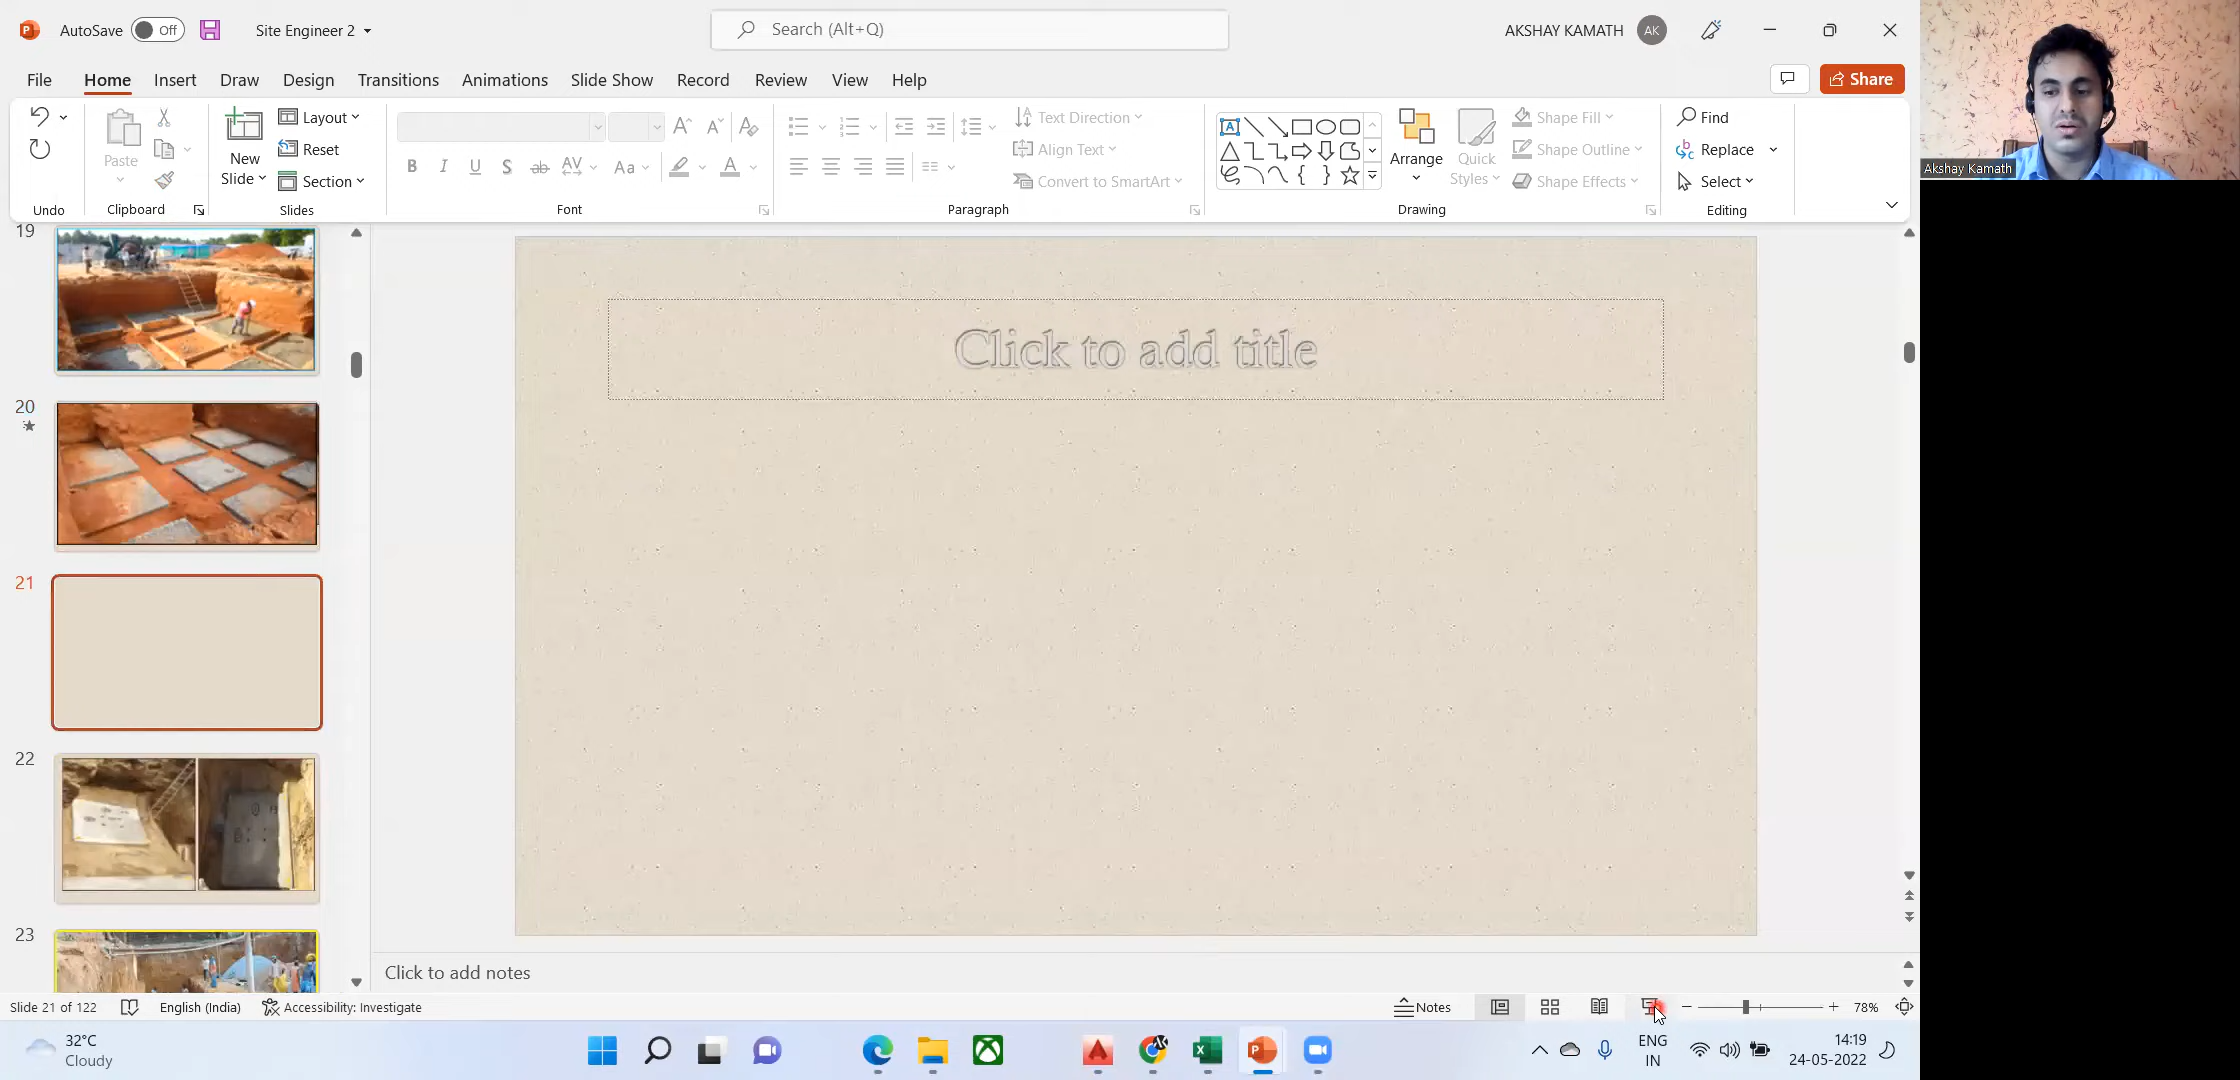 AutoSave Off Site Engineer 2 Search (Alt+Q) AKSHAY KAMATH AK
File Home Insert Draw Design Transitions Animations Slide Show Record Review View Help Share
Paste New Slide Layout Reset Section
B I U S ab AV Aa A
Text Direction Align Text Convert to SmartArt
Arrange Quick Styles Shape Fill Shape Outline Shape Effects
Find Replace Select
Undo Clipboard Slides Font Paragraph Drawing Editing
Akshay Kamath
19
20
21
22
23
Click to add title
Click to add notes
Slide 21 of 122 English (India) Accessibility: Investigate Notes 78%
32°C
Cloudy
ENG
IN
14:19
24-05-2022